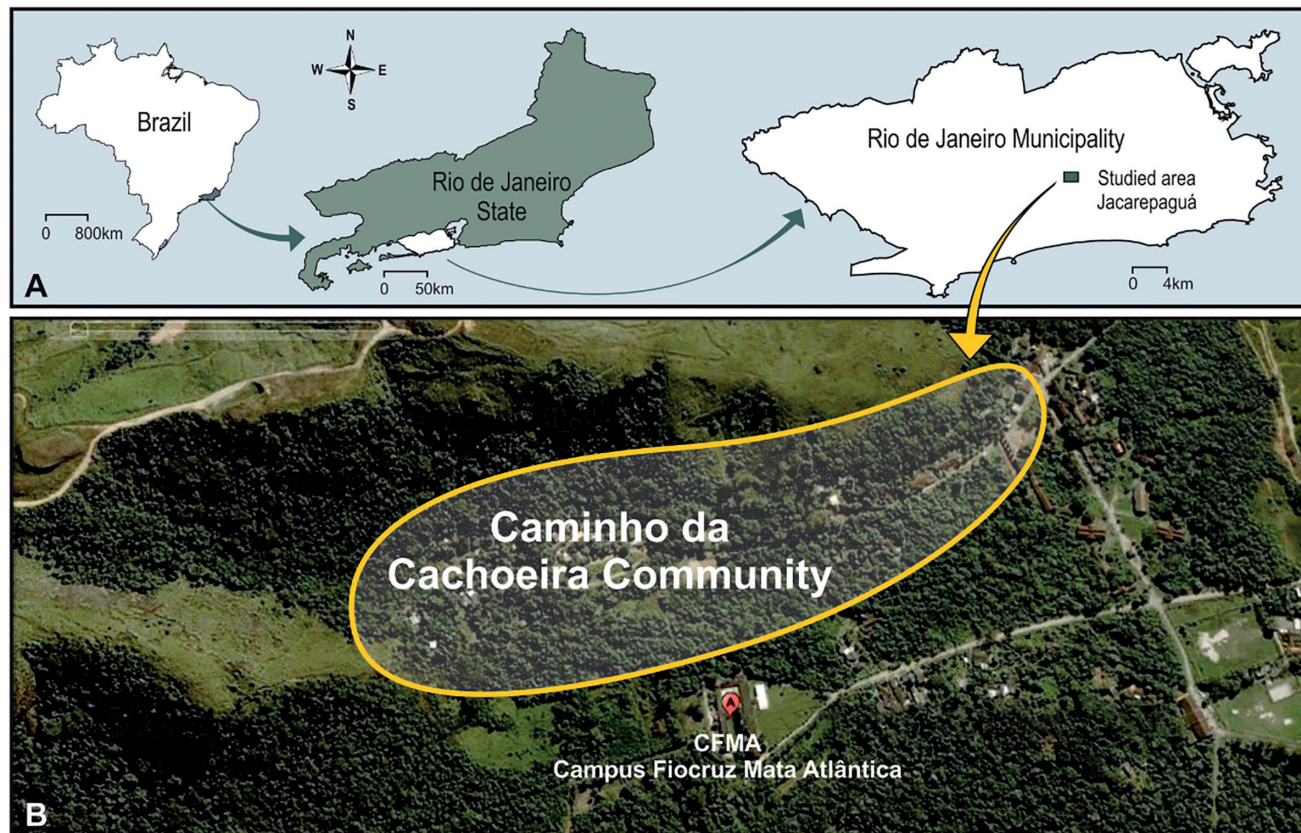 N
W E
S
Brazil
0 800km
Rio de Janeiro
State
0 50km
Rio de Janeiro Municipality
Studied area
Jacarepaguá
0 4km
A
Caminho da
Cachoeira Community
A
CFMA
Campus Fiocruz Mata Atlântica
B